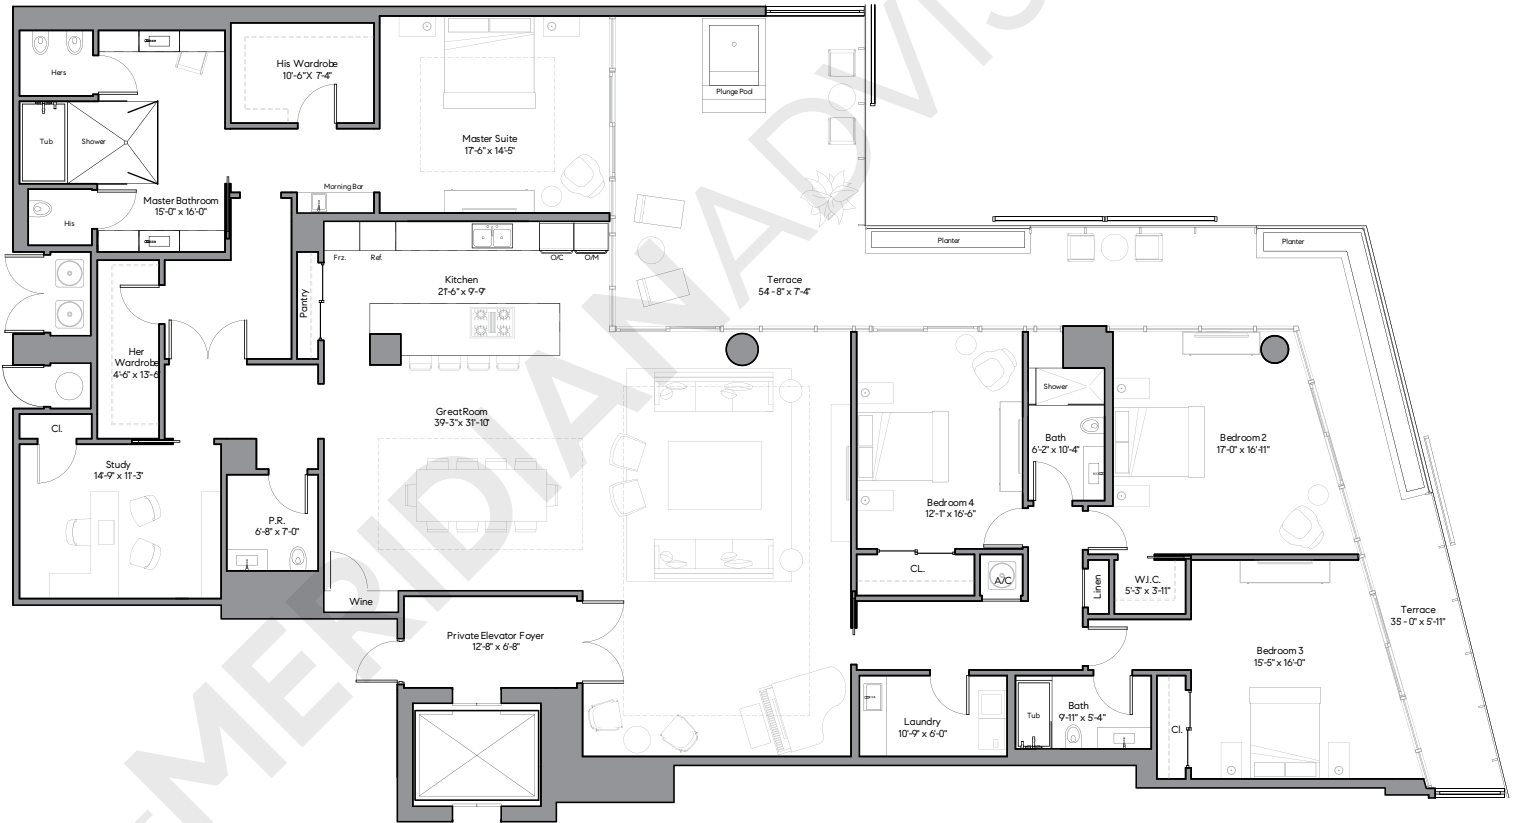 Hers
His Wardrobe
10'-6"X 7'-4"
Plunge Pool
Tub
Shower
Master Suite
17'-6" x 14'-5"
Morning Bar
Master Bathroom
15'-0" x 16'-0"
His
Frz.
Ref.
O/C
O/M
Planter
Planter
Kitchen
21'-6" x 9'-9"
Terrace
54 - 8" x 7'-4"
Pantry
Her
Wardrobe
4'-6" x 13'-6
Shower
Cl.
Great Room
39'-3" x 31'-10"
Bath
6'-2" x 10'-4"
Bedroom 2
17'-0" x 16'-11"
Study
14'-9" x 11'-3"
P.R.
6'-8" x 7'-0"
Bedroom 4
12'-1" x 16'-6"
CL.
A/C
Linen
W.I.C.
5'-3" x 3'-11"
Wine
Terrace
35 - 0" x 5'-11"
Private Elevator Foyer
12'-8" x 6'-8"
Bedroom 3
15'-5" x 16'-0"
Laundry
10'-9" x 6'-0"
Tub
Bath
9-11" x 5'-4"
Cl.
EMERIDIANADVIS